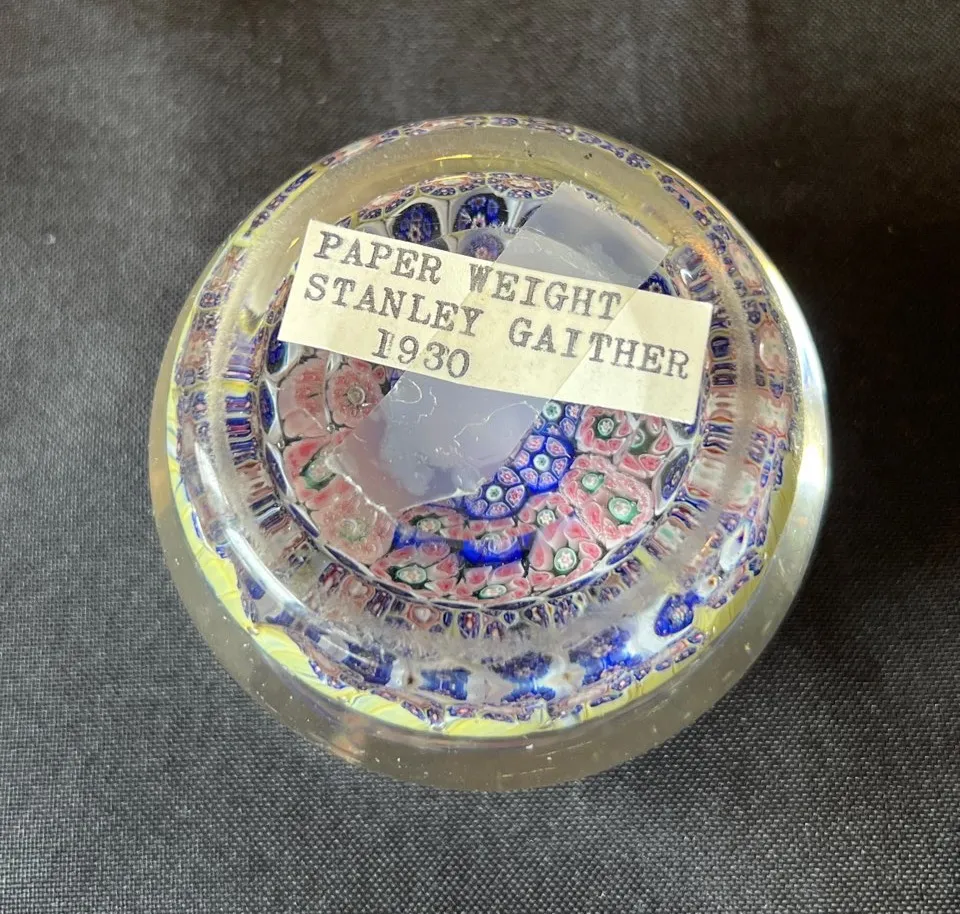 PAPER WEIGHT
STANLEY GAITHER
1930